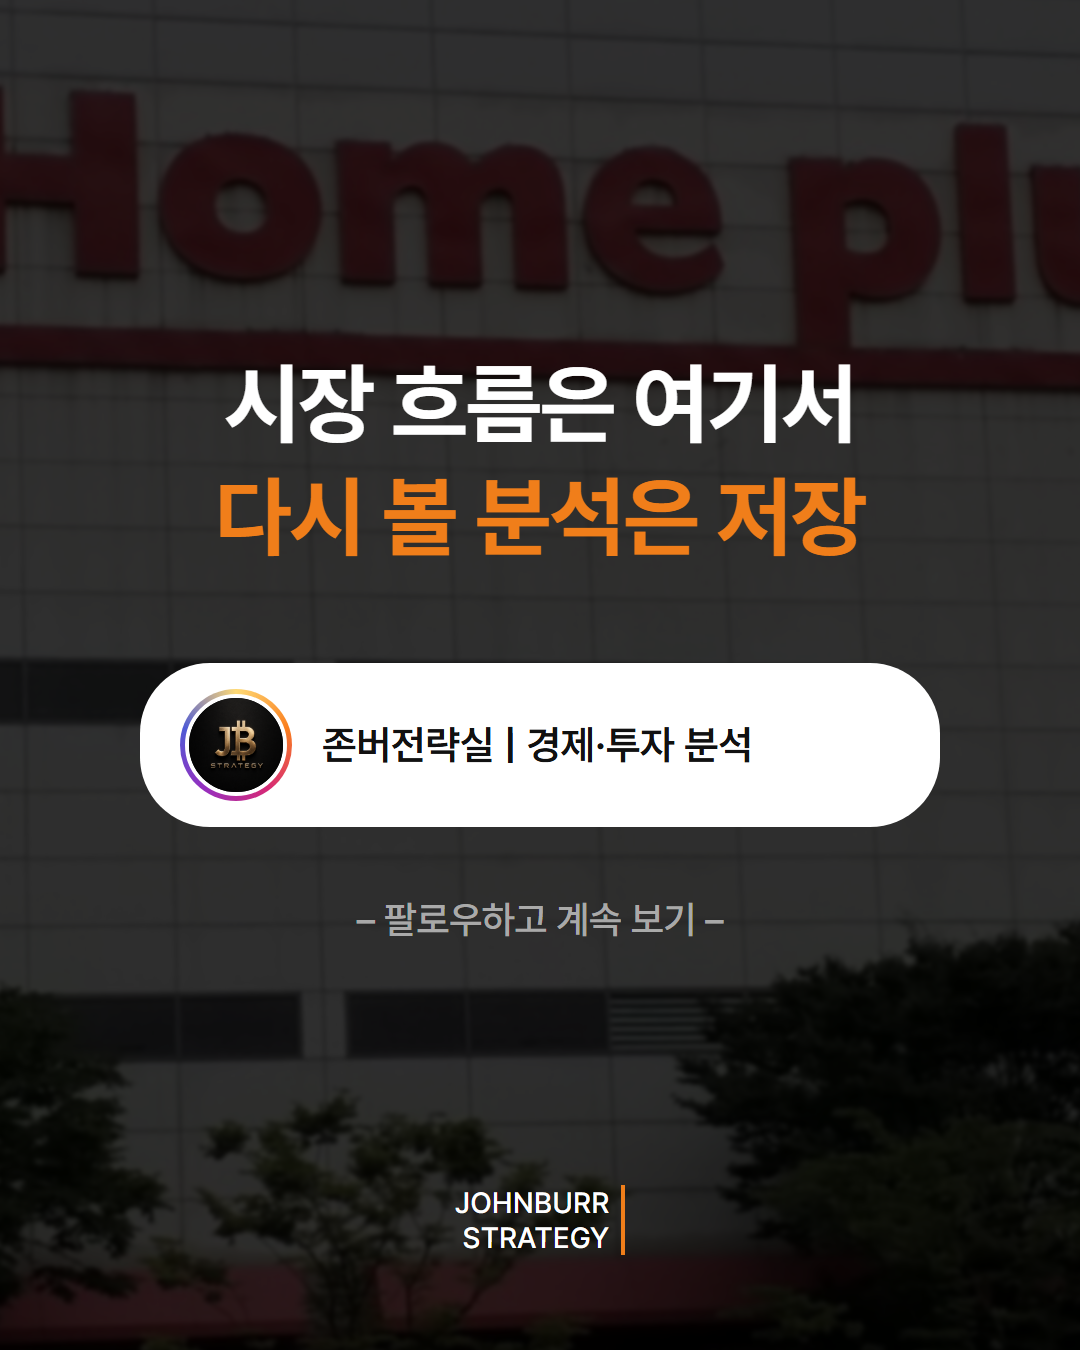 Home plu
시장 흐름은 여기서
다시 볼 분석은 저장
JB
STRATEGY
존버전략실 | 경제·투자 분석
– 팔로우하고 계속 보기 –
JOHNBURR
STRATEGY